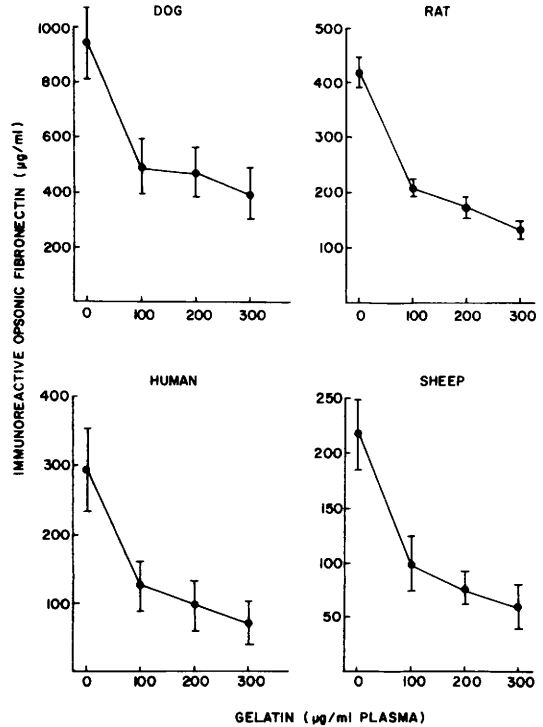 DOG
1000
800
600
400
200
0 100 200 300
RAT
500
400
300
200
100
0 100 200 300
HUMAN
400
300
200
100
0 100 200 300
SHEEP
250
200
150
100
50
0 100 200 300
IMMUNOREACTIVE OPSONIC FIBRONECTIN (µg/ml)
GELATIN (µg/ml PLASMA)